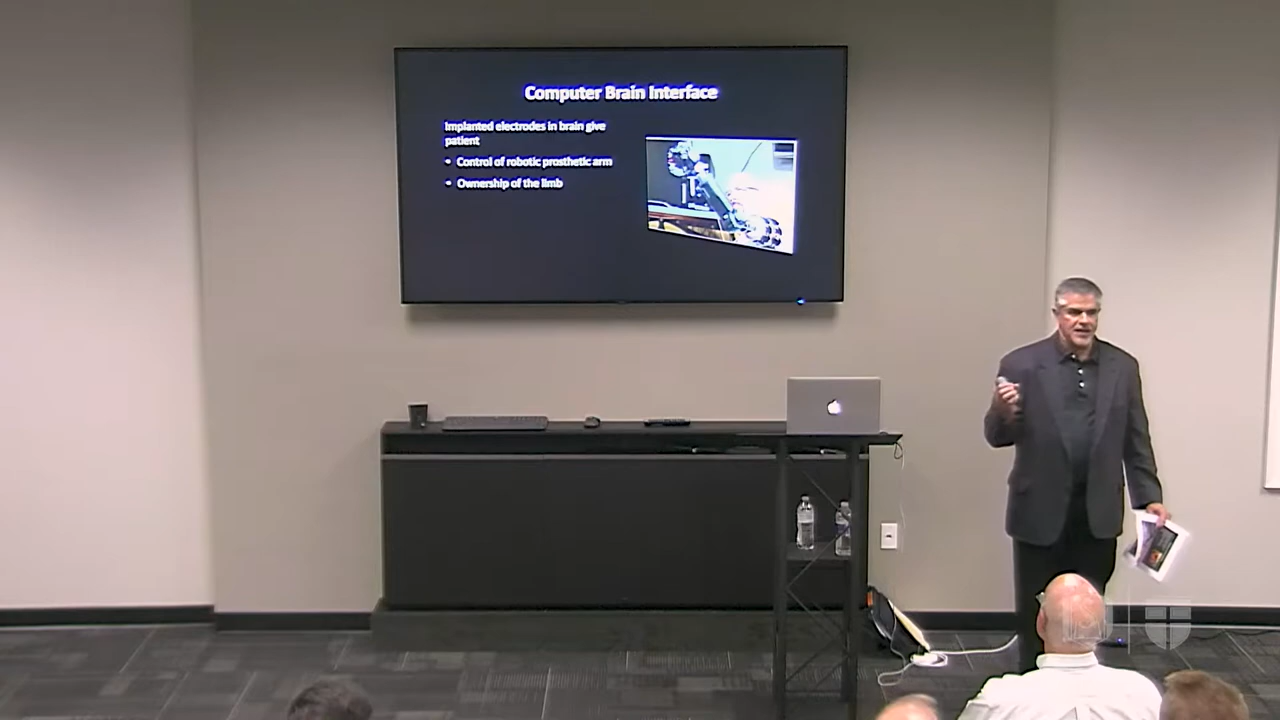 Computer Brain Interface
Implanted electrodes in brain give
patient
• Control of robotic prosthetic arm
• Ownership of the limb